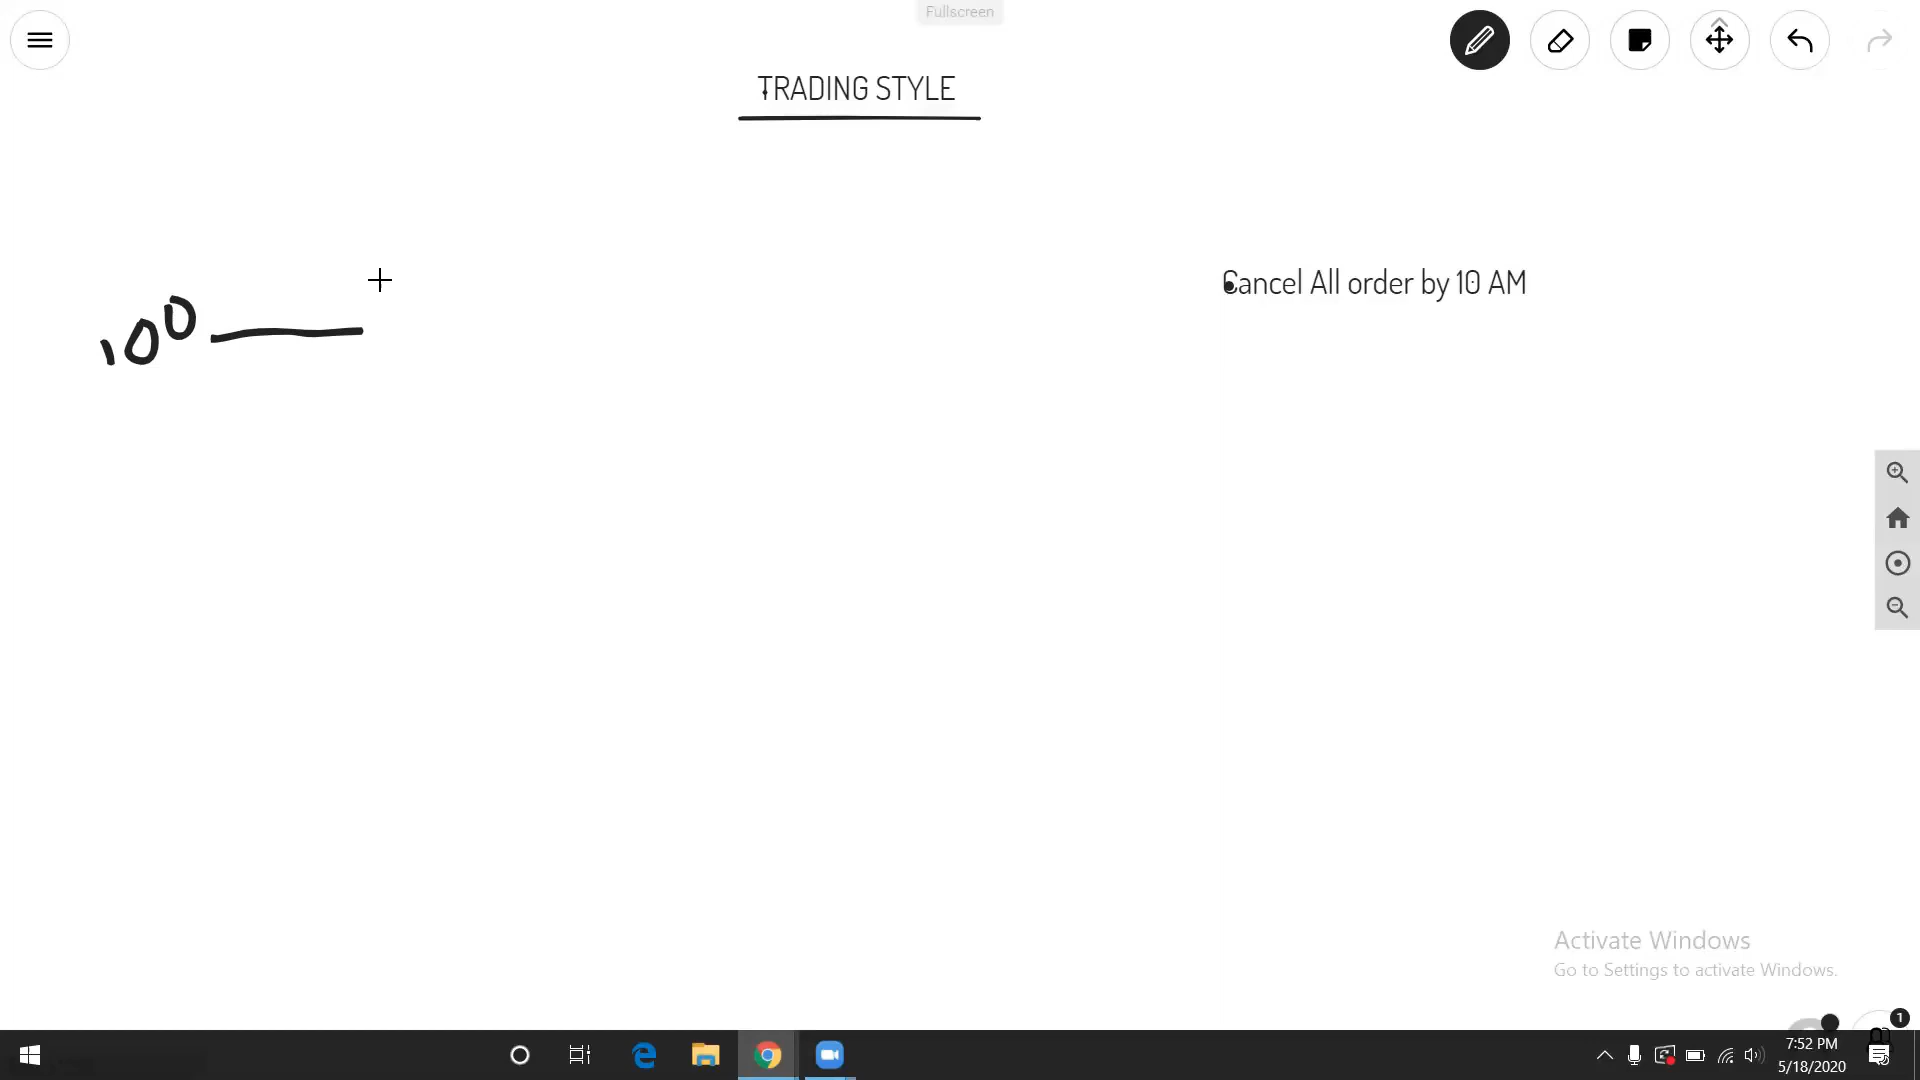 Fullscreen
TRADING STYLE
Cancel All order by 10 AM
100
Activate Windows
Go to Settings to activate Windows.
1
7:52 PM
5/18/2020